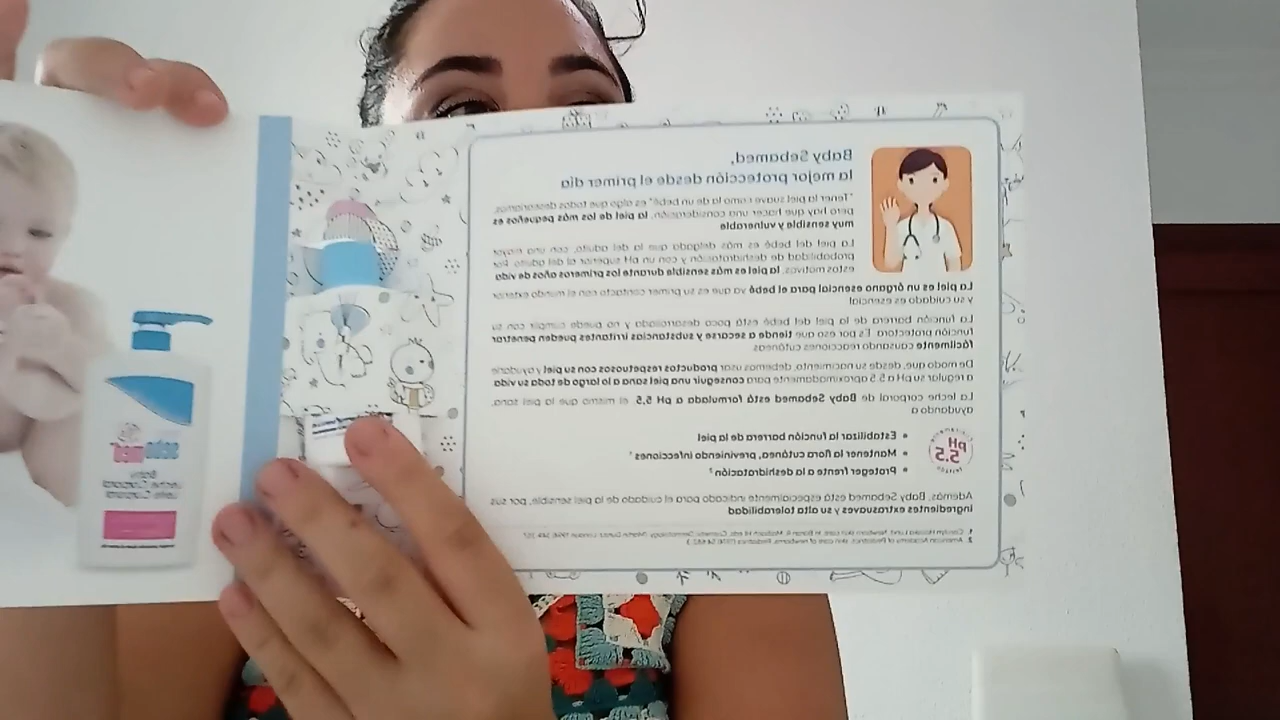 Baby Sebamed,
la mejor protección desde el primer día
"Tener la piel suave como la de un bebé" es algo que todos desearíamos,
pero hay que hacer una consideración, la piel de los más pequeños es
muy sensible y vulnerable
La piel del bebé es más delgada que la del adulto, con una mayor
probabilidad de deshidratación y con un pH superior al del adulto. Por
estos motivos, la piel es más sensible durante los primeros años de vida
La piel es un órgano esencial para el bebé ya que es su primer contacto con el mundo exterior
y su cuidado es esencial
La función barrera de la piel del bebé está poco desarrollada y no puede cumplir con su
función protectora. Es por eso que tiende a secarse y substancias irritantes pueden penetrar
fácilmente causando reacciones cutáneas
De modo que, desde su nacimiento, debemos usar productos respetuosos con su piel y ayudarle
a regular su pH a 5.5 aproximadamente para conseguir una piel sana a lo largo de toda su vida
La leche corporal de Baby Sebamed está formulada a pH 5,5, el mismo que la piel sana,
ayudando a
• Estabilizar la función barrera de la piel
• Mantener la flora cutánea, previniendo infecciones ¹
• Proteger frente a la deshidratación ²
pH
5.5
Además, Baby Sebamed está especialmente indicado para el cuidado de la piel sensible, por sus
ingredientes extrasuaves y su alta tolerabilidad
sebamed
Baby
Leche Corporal